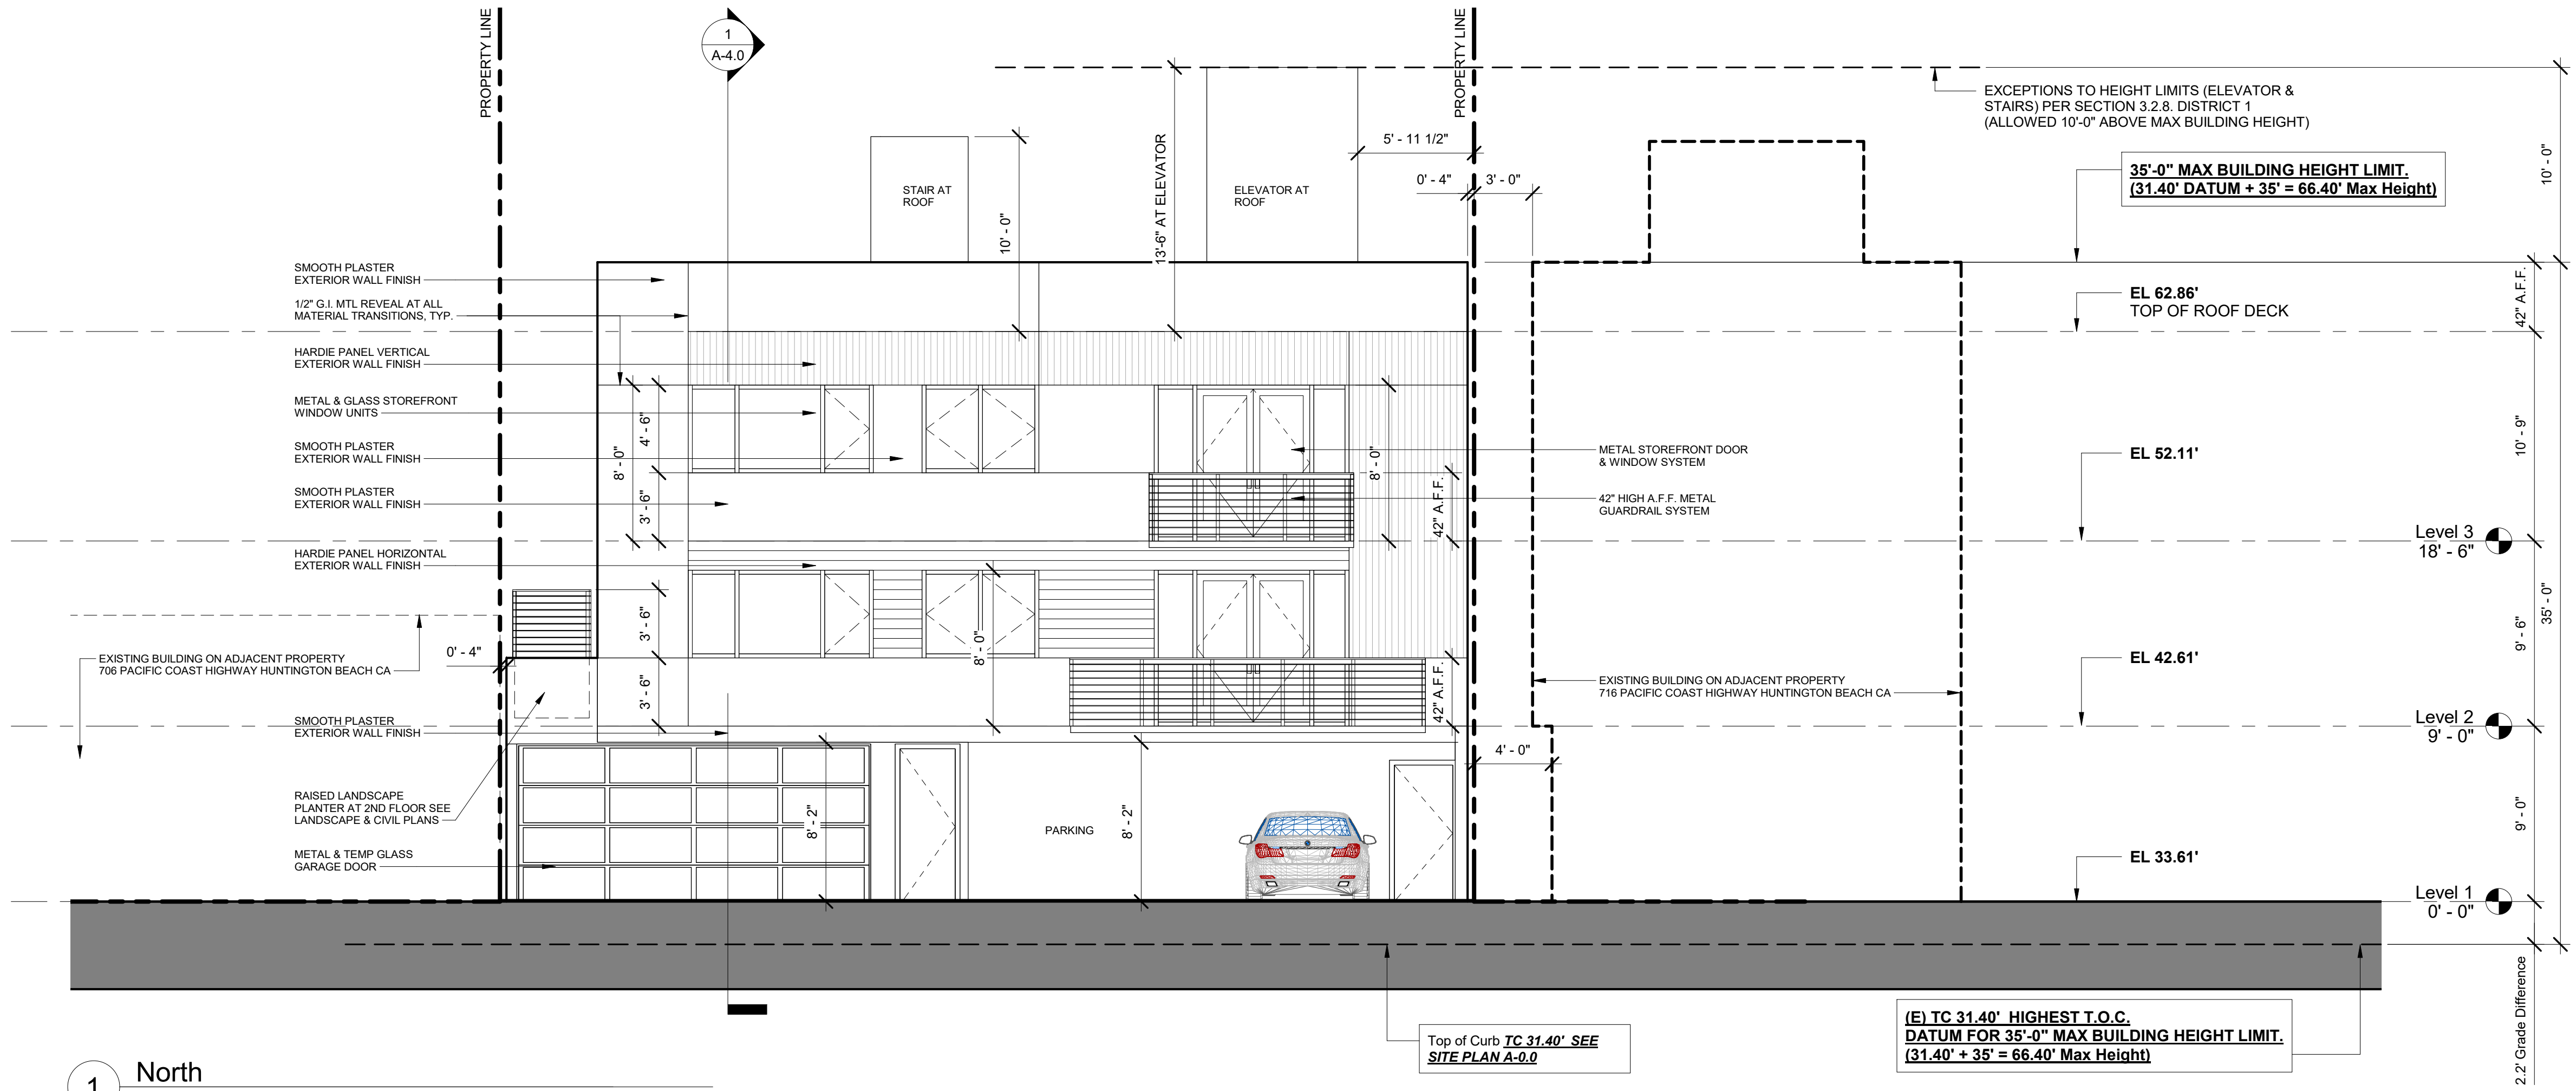 PROPERTY LINE
1
A-4.0
PROPERTY LINE
EXCEPTIONS TO HEIGHT LIMITS (ELEVATOR &
STAIRS) PER SECTION 3.2.8. DISTRICT 1
(ALLOWED 10'-0" ABOVE MAX BUILDING HEIGHT)
35'-0" MAX BUILDING HEIGHT LIMIT.
(31.40' DATUM + 35' = 66.40' Max Height)
10' - 0"
5' - 11 1/2"
0' - 4"
3' - 0"
STAIR AT
ROOF
10' - 0"
13'-6" AT ELEVATOR
ELEVATOR AT
ROOF
SMOOTH PLASTER
EXTERIOR WALL FINISH
1/2" G.I. MTL REVEAL AT ALL
MATERIAL TRANSITIONS, TYP.
HARDIE PANEL VERTICAL
EXTERIOR WALL FINISH
METAL & GLASS STOREFRONT
WINDOW UNITS
SMOOTH PLASTER
EXTERIOR WALL FINISH
SMOOTH PLASTER
EXTERIOR WALL FINISH
HARDIE PANEL HORIZONTAL
EXTERIOR WALL FINISH
EXISTING BUILDING ON ADJACENT PROPERTY
706 PACIFIC COAST HIGHWAY HUNTINGTON BEACH CA
0' - 4"
SMOOTH PLASTER
EXTERIOR WALL FINISH
RAISED LANDSCAPE
PLANTER AT 2ND FLOOR SEE
LANDSCAPE & CIVIL PLANS
METAL & TEMP GLASS
GARAGE DOOR
8' - 0"
4' - 6"
3' - 6"
3' - 6"
3' - 6"
8' - 0"
8' - 0"
42" A.F.F.
42" A.F.F.
8' - 2"
PARKING
8' - 2"
METAL STOREFRONT DOOR
& WINDOW SYSTEM
42" HIGH A.F.F. METAL
GUARDRAIL SYSTEM
EXISTING BUILDING ON ADJACENT PROPERTY
716 PACIFIC COAST HIGHWAY HUNTINGTON BEACH CA
4' - 0"
EL 62.86'
TOP OF ROOF DECK
42" A.F.F.
10' - 9"
EL 52.11'
Level 3
18' - 6"
35' - 0"
9' - 6"
EL 42.61'
Level 2
9' - 0"
9' - 0"
EL 33.61'
Level 1
0' - 0"
2.2' Grade Difference
Top of Curb TC 31.40' SEE
SITE PLAN A-0.0
(E) TC 31.40' HIGHEST T.O.C.
DATUM FOR 35'-0" MAX BUILDING HEIGHT LIMIT.
(31.40' + 35' = 66.40' Max Height)
1
North